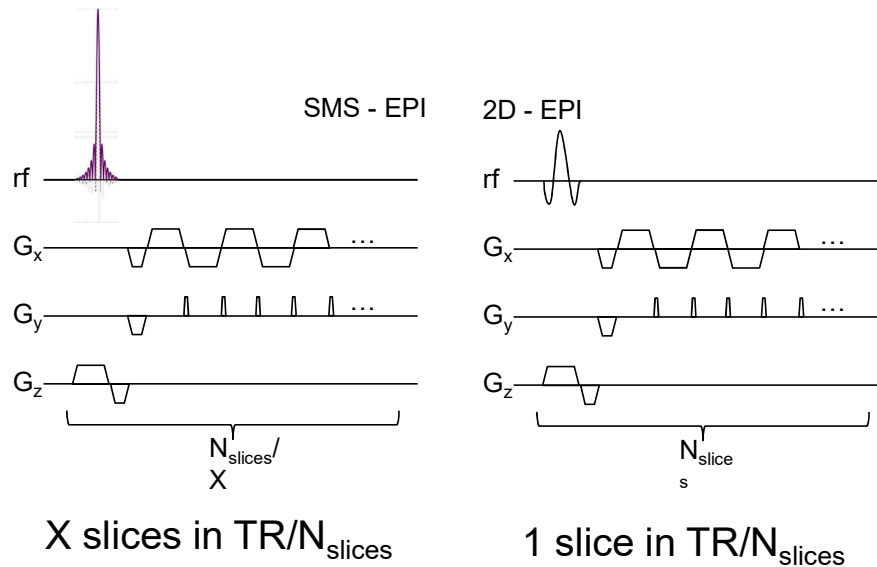 SMS - EPI
rf
Gx
...
Gy
...
Gz
Nslices/
X
X slices in TR/Nslices
2D - EPI
rf
Gx
...
Gy
...
Gz
Nslice
s
1 slice in TR/Nslices